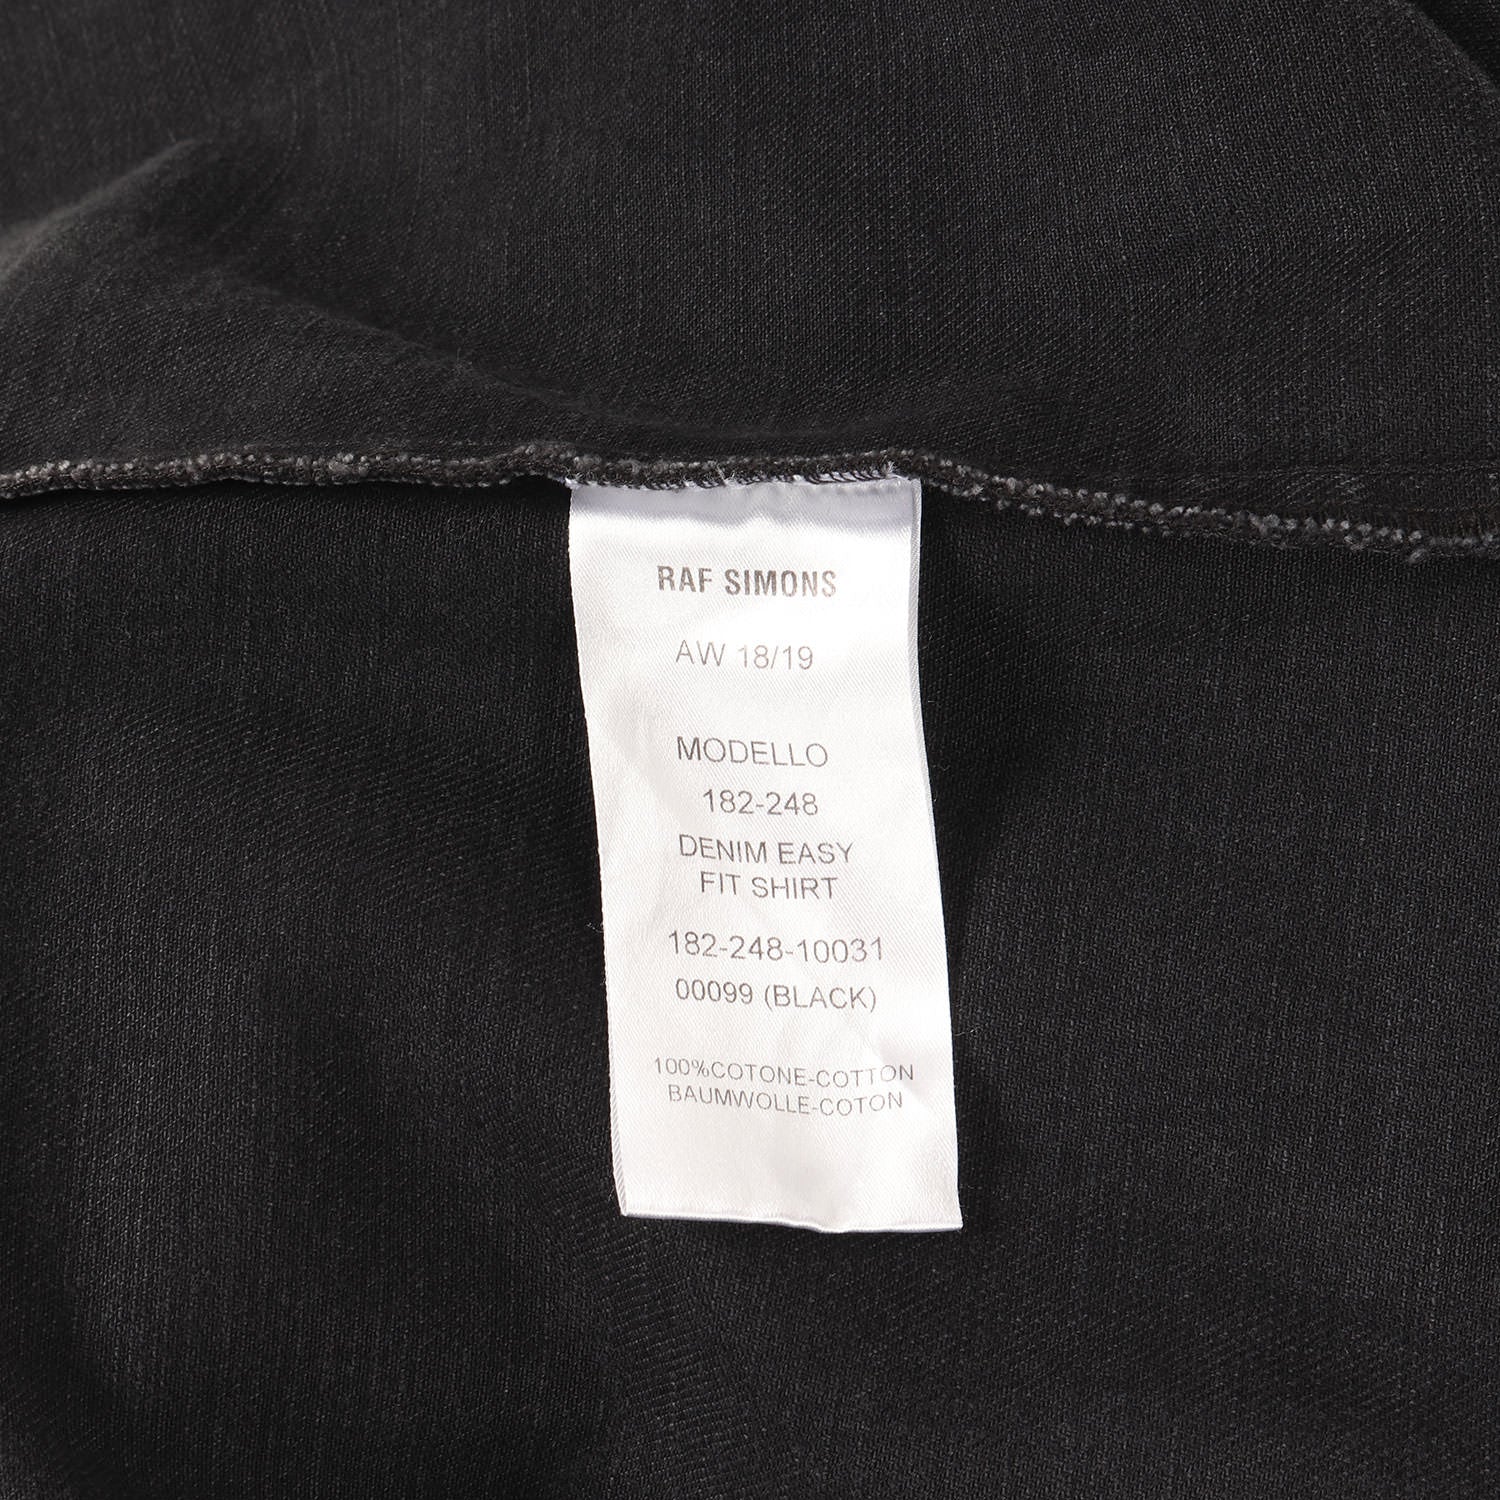 RAF SIMONS
AW 18/19
MODELLO
182-248
DENIM EASY
FIT SHIRT
182-248-10031
00099 (BLACK)
100%COTONE-COTTON
BAUMWOLLE-COTON